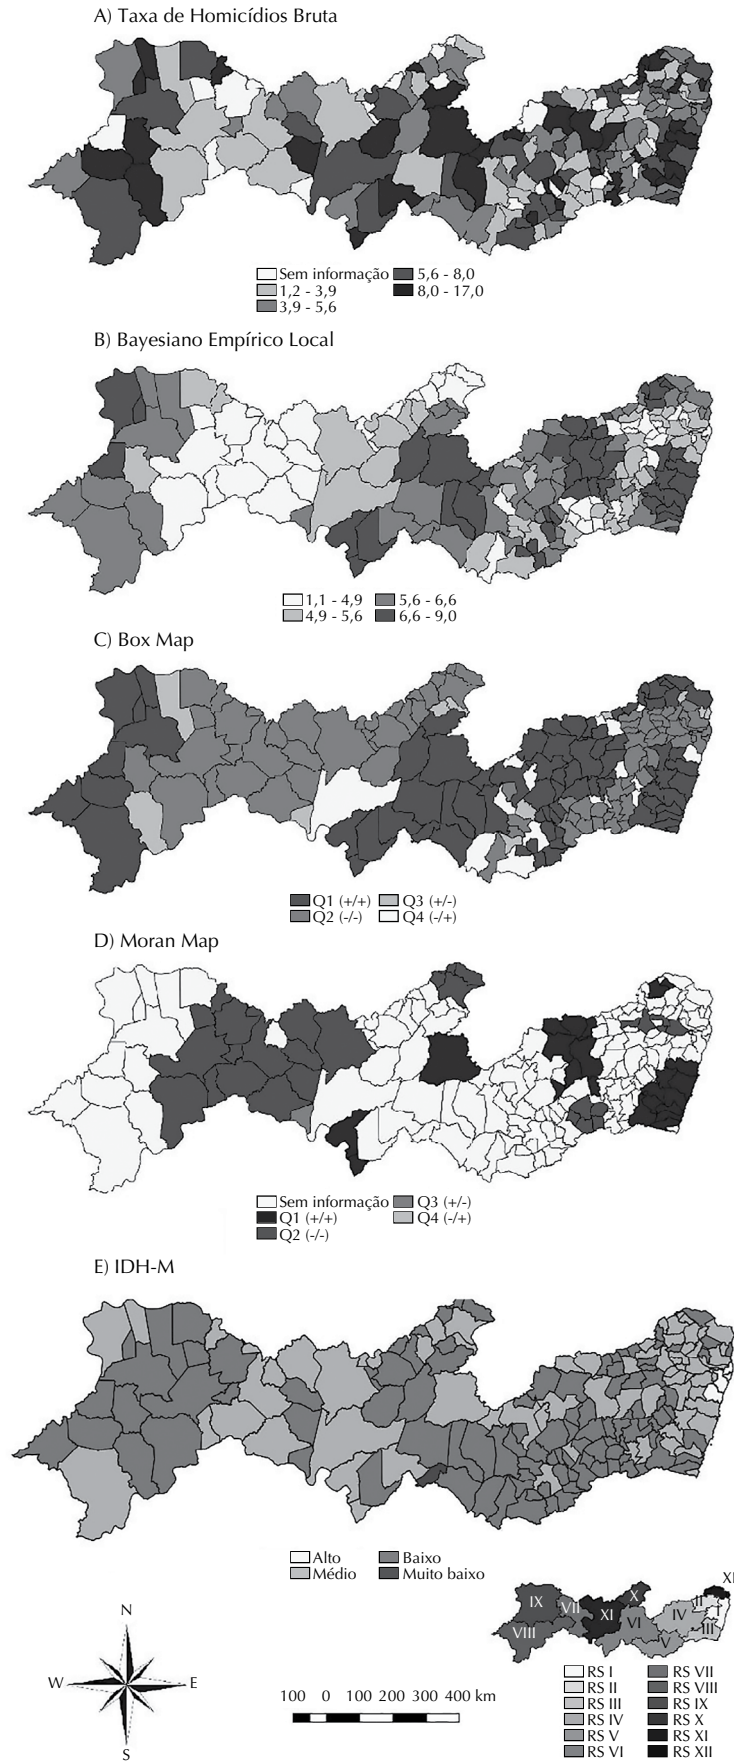 A) Taxa de Homicídios Bruta
Sem informação
1,2 - 3,9
3,9 - 5,6
5,6 - 8,0
8,0 - 17,0
B) Bayesiano Empírico Local
1,1 - 4,9
4,9 - 5,6
5,6 - 6,6
6,6 - 9,0
C) Box Map
Q1 (+/+)
Q2 (-/-)
Q3 (+/-)
Q4 (-/+)
D) Moran Map
Sem informação
Q1 (+/+)
Q2 (-/-)
Q3 (+/-)
Q4 (-/+)
E) IDH-M
Alto
Médio
Baixo
Muito baixo
N
W
E
S
100 0 100 200 300 400 km
IX
VII
VIII
XI
X
VI
IV
V
II
I
III
RS I
RS II
RS III
RS IV
RS V
RS VI
RS VII
RS VIII
RS IX
RS X
RS XI
RS XII